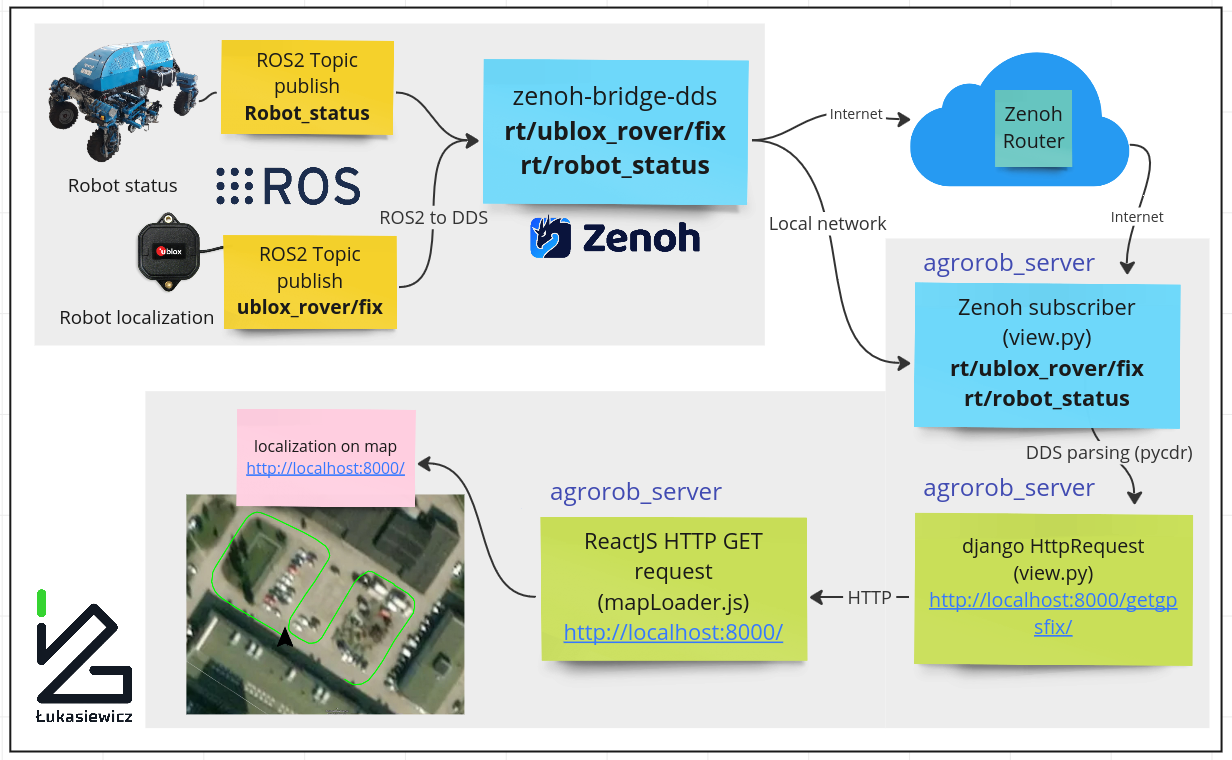 ROS2 Topic
publish
Robot_status
Robot status
ROS
ublox
ROS2 Topic
publish
ublox_rover/fix
Robot localization
ROS2 to DDS
zenoh-bridge-dds
rt/ublox_rover/fix
rt/robot_status
Zenoh
Internet
Local network
Zenoh
Router
Internet
agrorob_server
Zenoh subscriber
(view.py)
rt/ublox_rover/fix
rt/robot_status
DDS parsing (pycdr)
agrorob_server
django HttpRequest
(view.py)
http://localhost:8000/getgp
sfix/
HTTP
agrorob_server
ReactJS HTTP GET
request
(mapLoader.js)
http://localhost:8000/
localization on map
http://localhost:8000/
Łukasiewicz